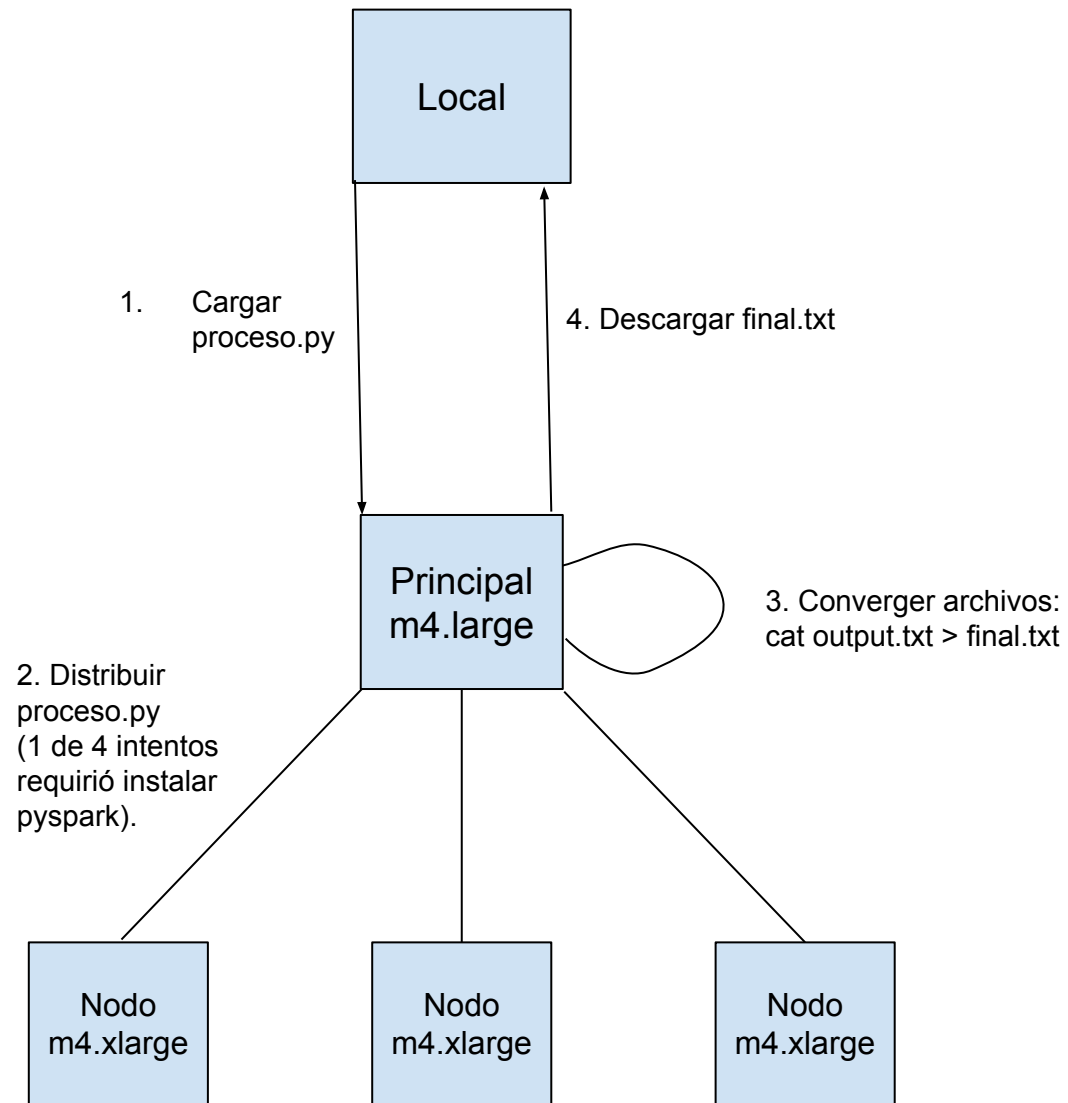 Local
1. Cargar
proceso.py
4. Descargar final.txt
Principal
m4.large
3. Converger archivos:
cat output.txt > final.txt
2. Distribuir
proceso.py
(1 de 4 intentos
requirió instalar
pyspark).
Nodo
m4.xlarge
Nodo
m4.xlarge
Nodo
m4.xlarge